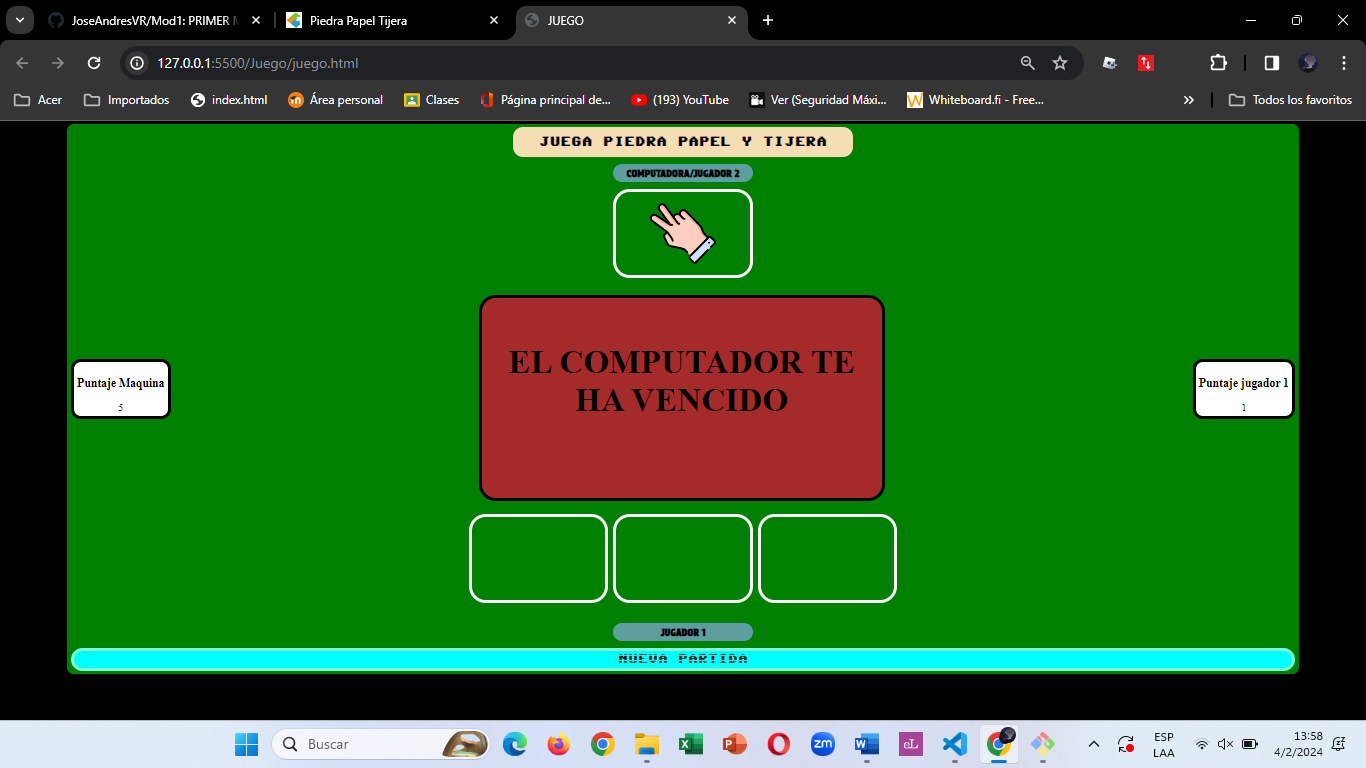 JoseAndresVR/Mod1: PRIMER M
Piedra Papel Tijera
JUEGO
127.0.0.1:5500/Juego/juego.html
Acer
Importados
index.html
Área personal
Clases
Página principal de...
(193) YouTube
Ver (Seguridad Máxi...
Whiteboard.fi - Free...
Todos los favoritos
JUEGA PIEDRA PAPEL Y TIJERA
COMPUTADORA/JUGADOR 2
EL COMPUTADOR TE
HA VENCIDO
Puntaje Maquina
5
Puntaje jugador 1
1
JUGADOR 1
NUEVA PARTIDA
Buscar
zm
eL
ESP
LAA
13:58
4/2/2024